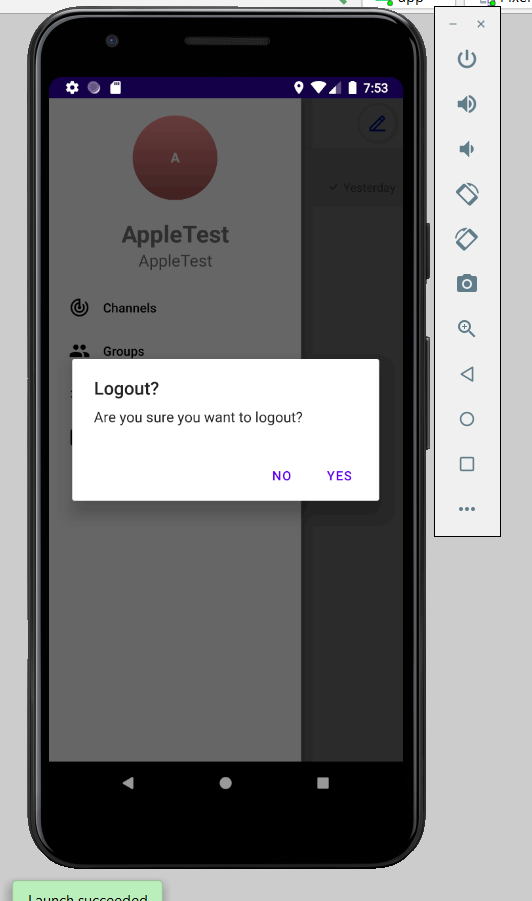 app
7:53
A
Yesterday
AppleTest
AppleTest
Channels
Groups
Logout?
Are you sure you want to logout?
NO
YES
Launch succeeded